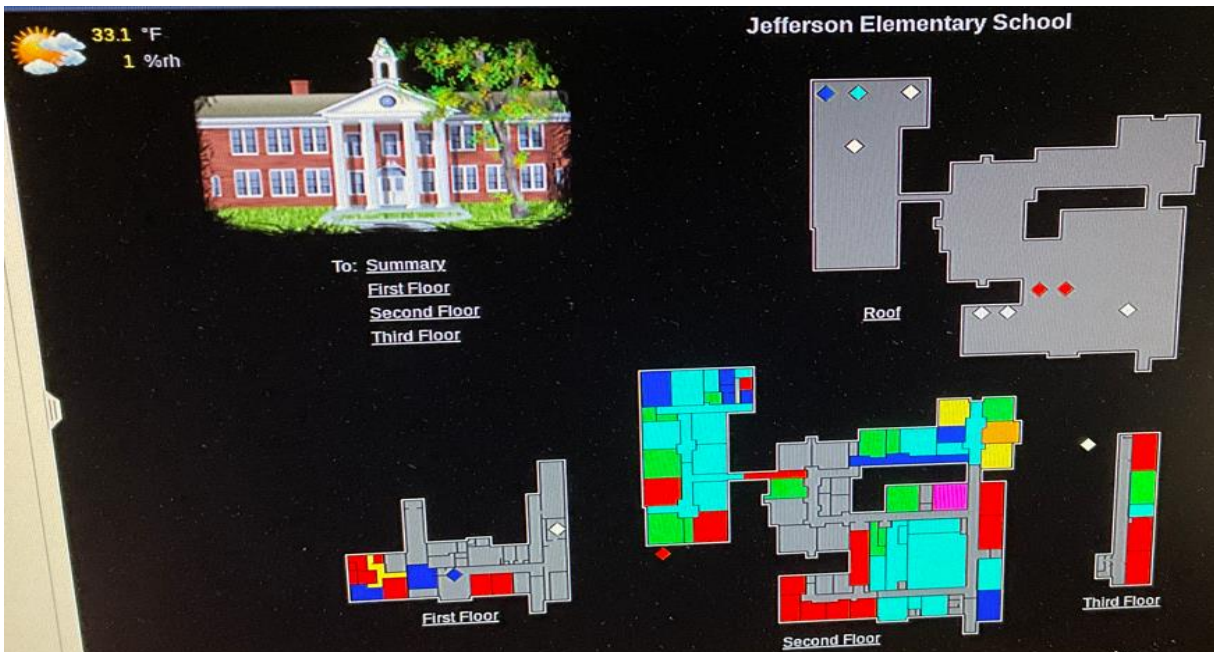 33.1 °F
1 %rh
Jefferson Elementary School
To: Summary
First Floor
Second Floor
Third Floor
Roof
First Floor
Second Floor
Third Floor